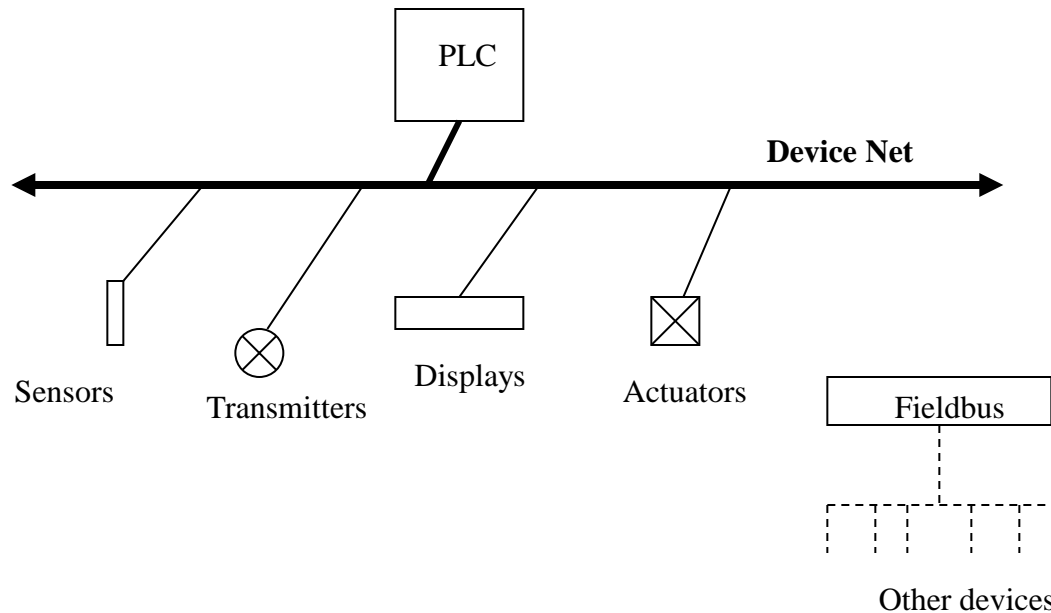 PLC
Device Net
Sensors
Transmitters
Displays
Actuators
Fieldbus
Other devices